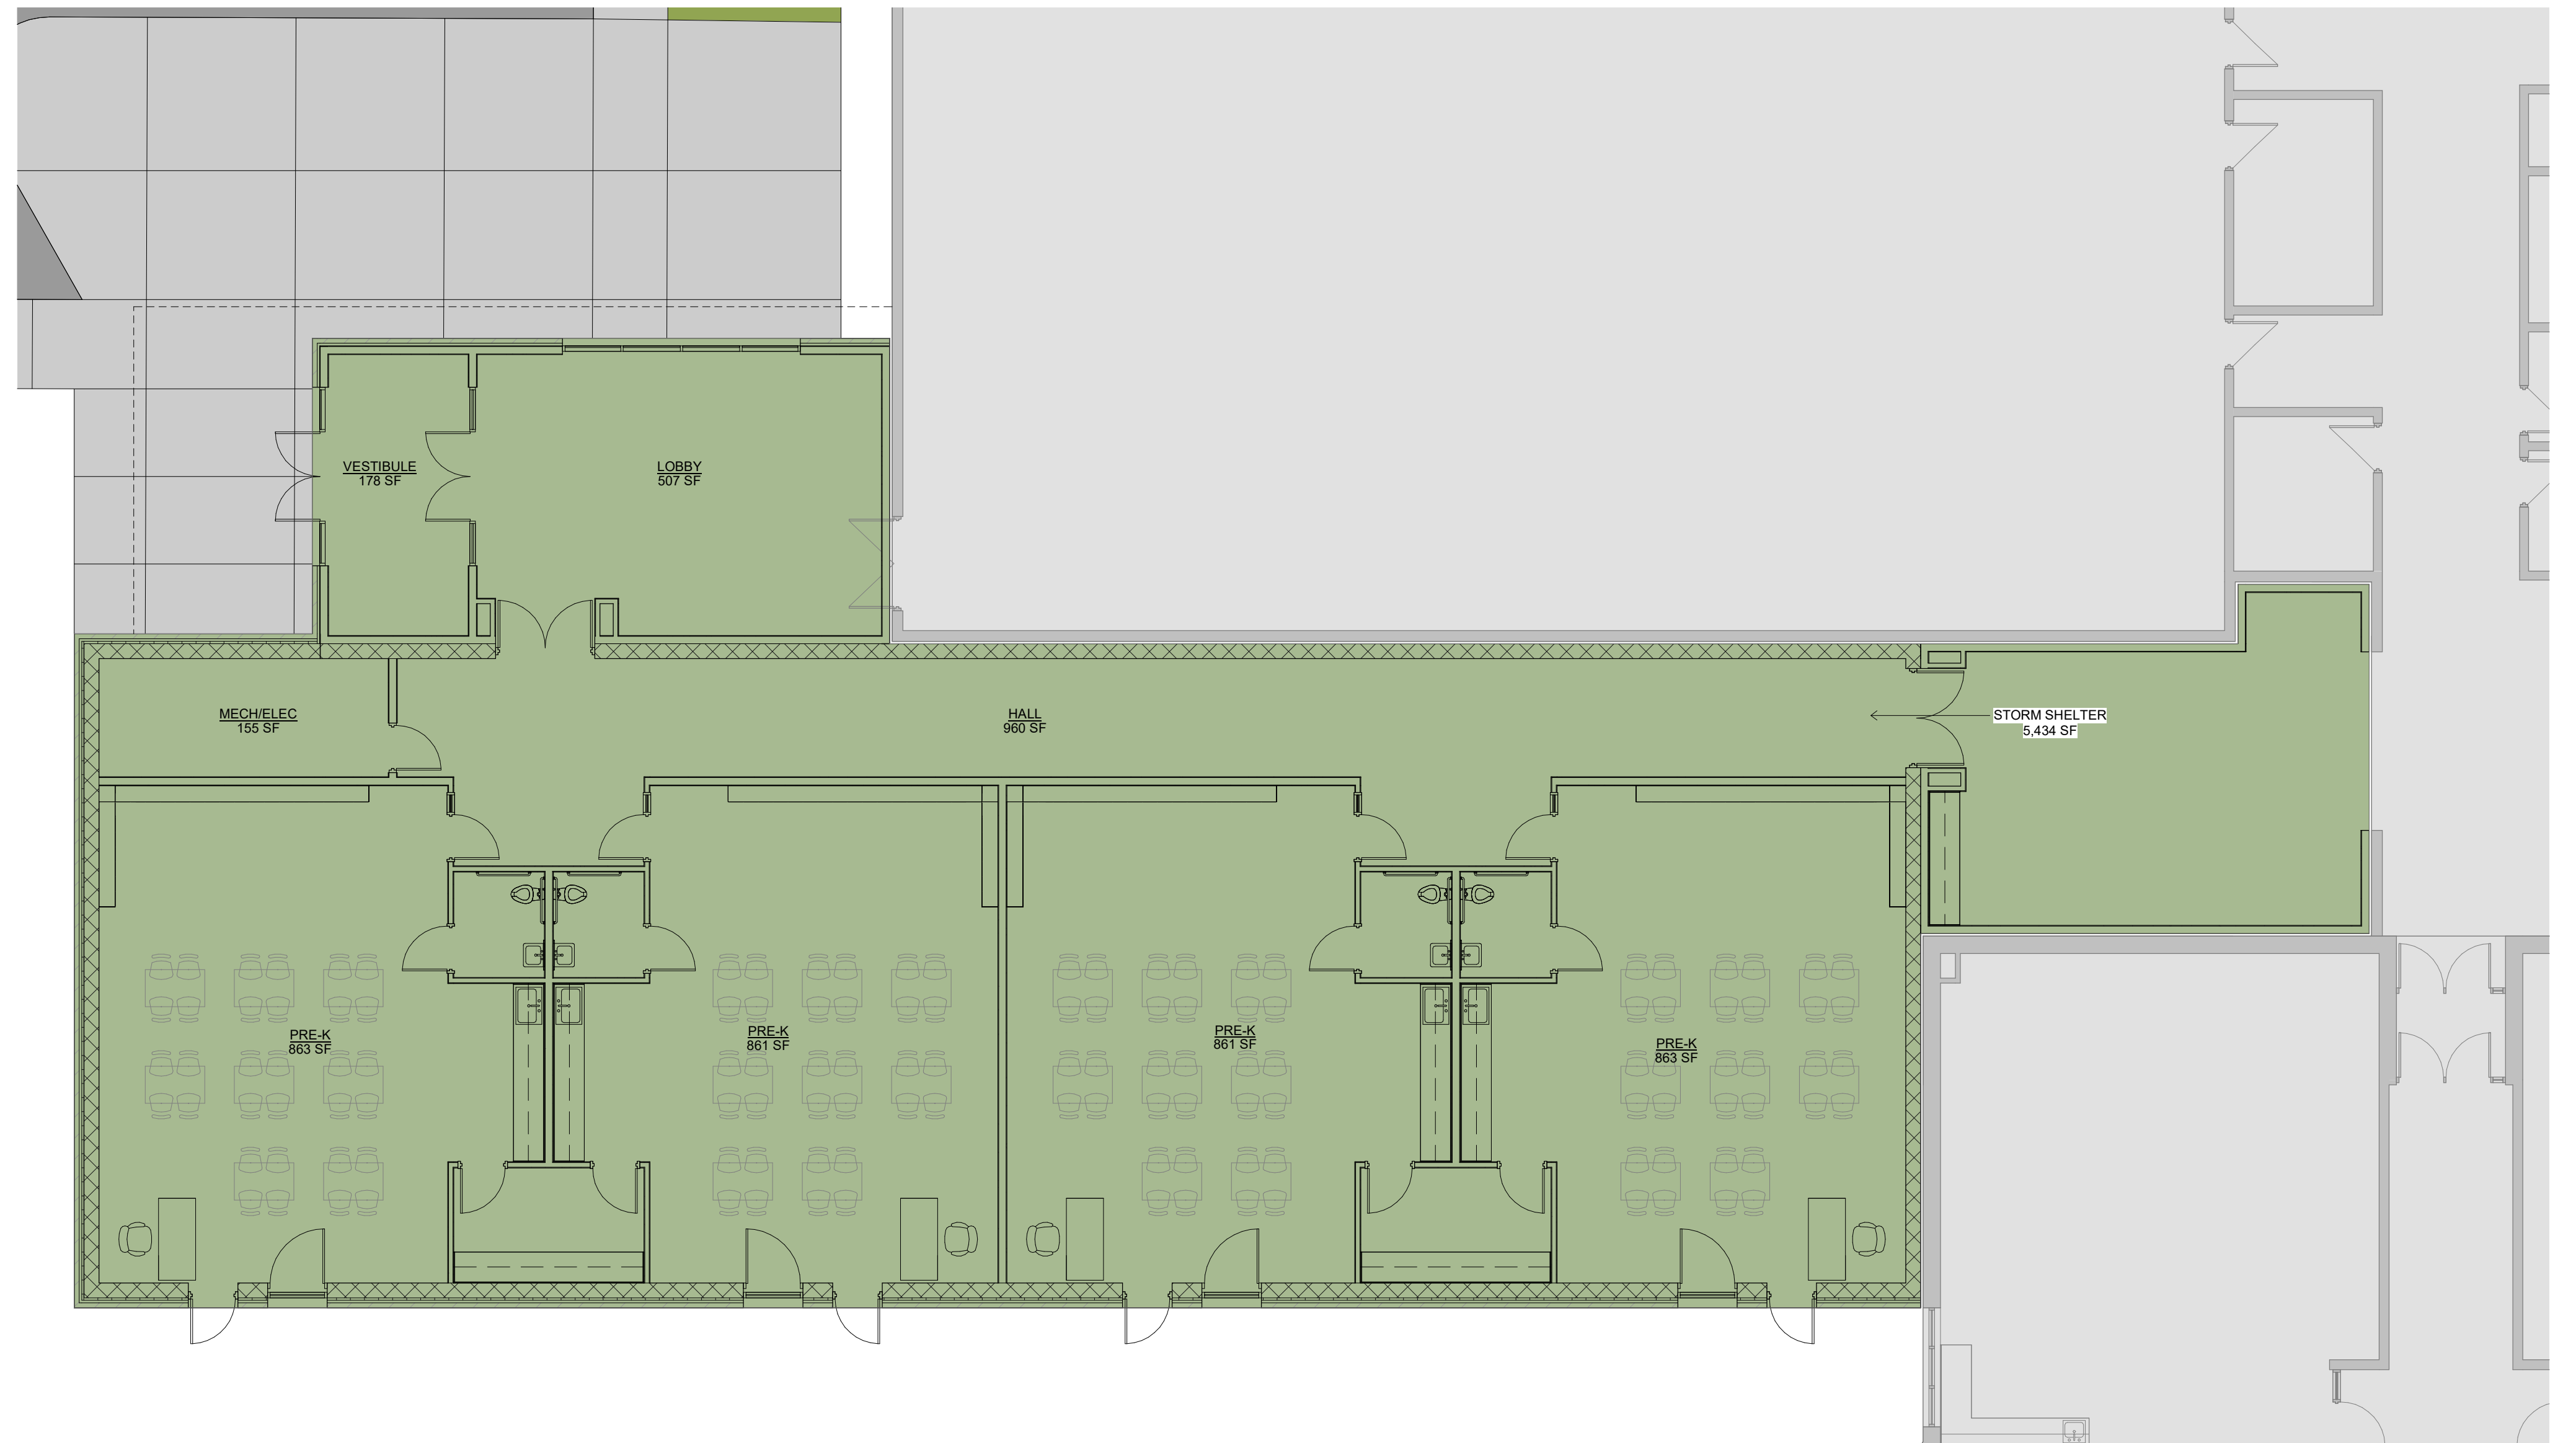 VESTIBULE
178 SF
LOBBY
507 SF
MECH/ELEC
155 SF
HALL
960 SF
STORM SHELTER
5,434 SF
PRE-K
863 SF
PRE-K
861 SF
PRE-K
861 SF
PRE-K
863 SF